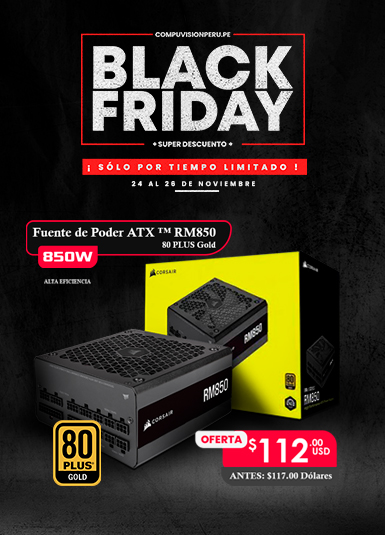 COMPUVISIONPERU.PE
BLACK
FRIDAY
• SUPER DESCUENTO •
¡ SÓLO POR TIEMPO LIMITADO !
24 AL 26 DE NOVIEMBRE
Fuente de Poder ATX ™ RM850
80 PLUS Gold
850W
ALTA EFICIENCIA
CORSAIR
CORSAIR
RM850
RM850
RM850
CORSAIR
80
PLUS
GOLD
OFERTA
$112.00
USD
ANTES: $117.00 Dólares